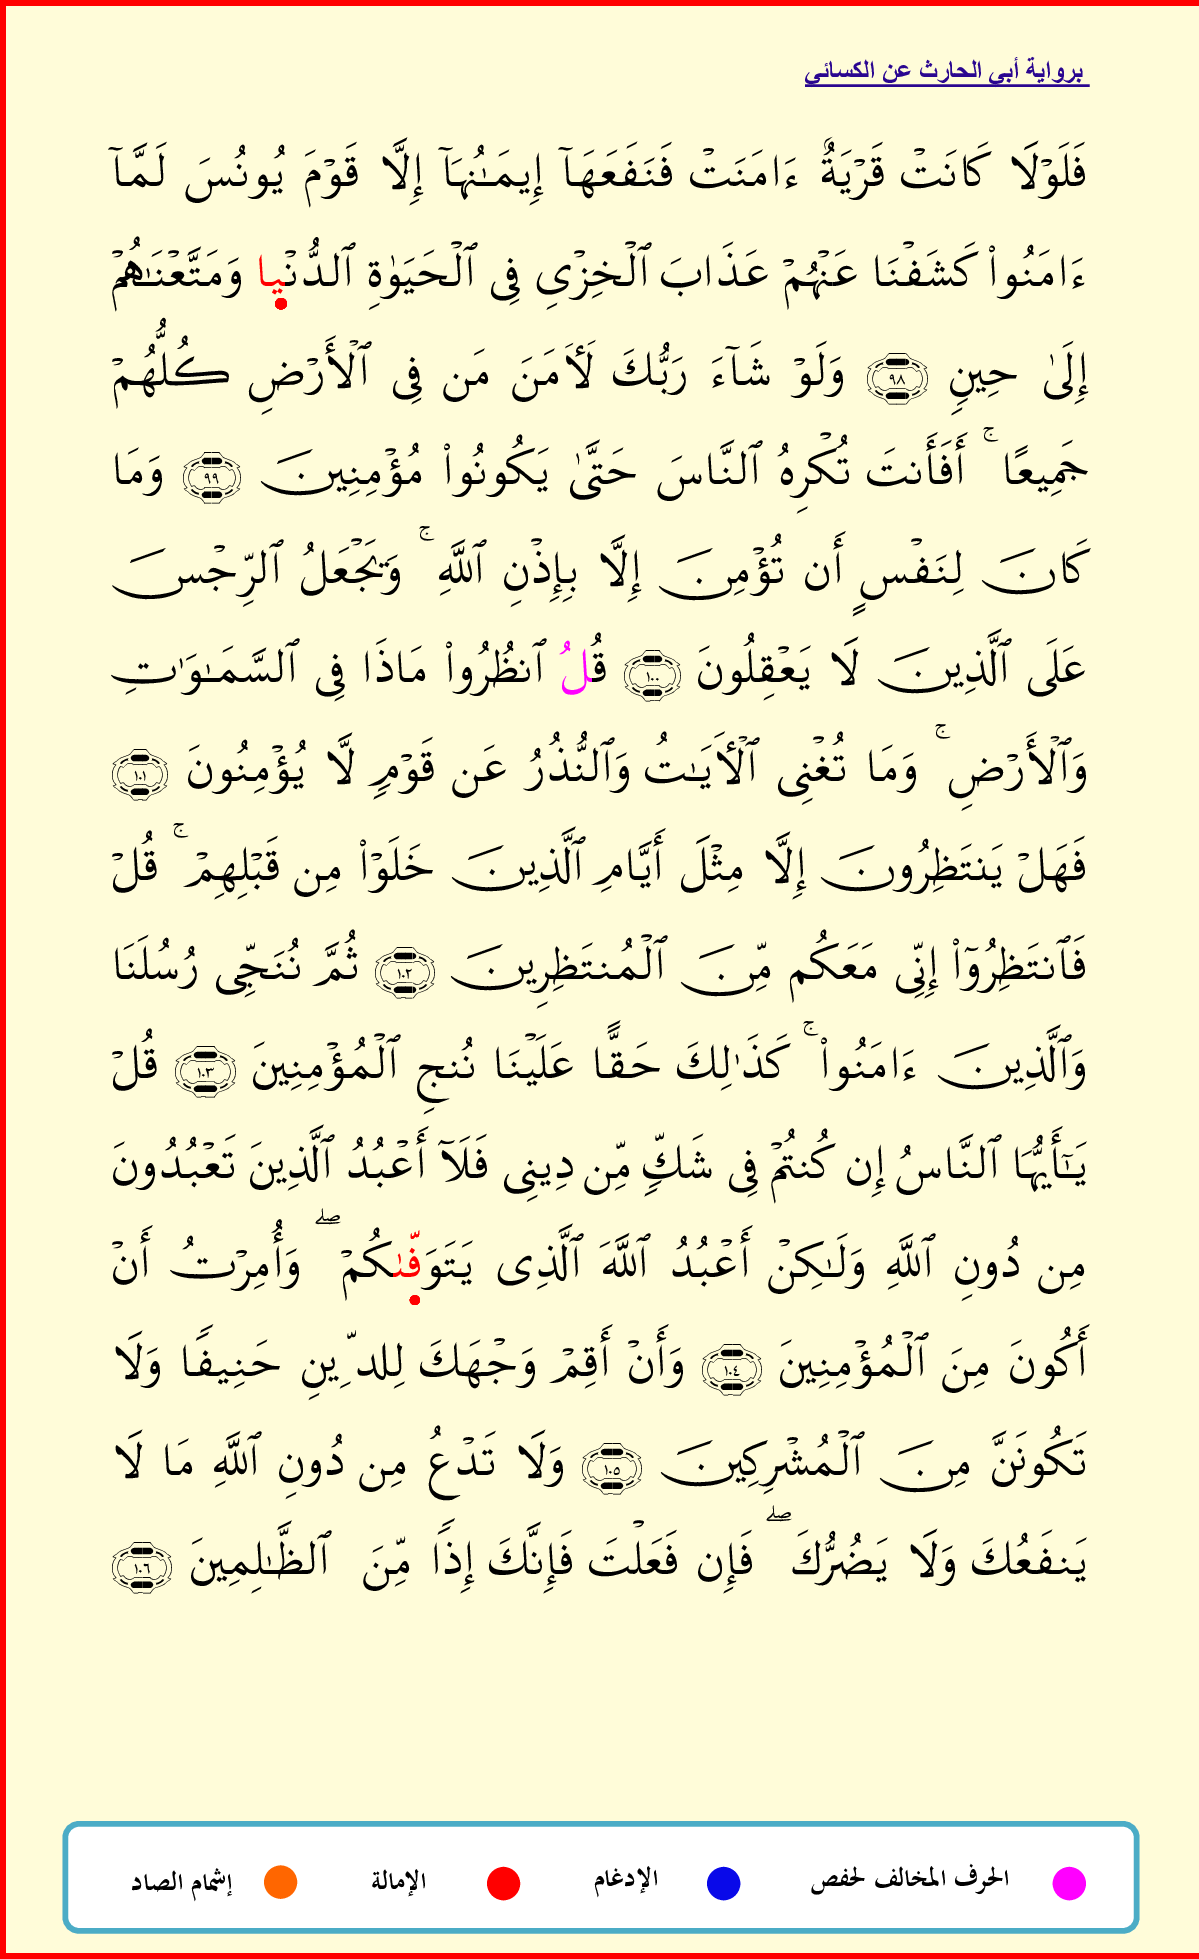 برواية أبي الحارث عن الكسائي
فَلَوْلَا كَانَتْ قَرْيَةٌ ءَامَنَتْ فَنَفَعَهَآ إِيمَـٰنُهَآ إِلَّا قَوْمَ يُونُسَ لَمَّآ
ءَامَنُوا۟ كَشَفْنَا عَنْهُمْ عَذَابَ ٱلْخِزْىِ فِى ٱلْحَيَوٰةِ ٱلدُّنْيا وَمَتَّعْنَـٰهُمْ
إِلَىٰ حِينٍ ٩٨ وَلَوْ شَآءَ رَبُّكَ لَـَٔامَنَ مَن فِى ٱلْأَرْضِ كُلُّهُمْ
جَمِيعًا ۚ أَفَأَنتَ تُكْرِهُ ٱلنَّاسَ حَتَّىٰ يَكُونُوا۟ مُؤْمِنِينَ ٩٩ وَمَا
كَانَ لِنَفْسٍ أَن تُؤْمِنَ إِلَّا بِإِذْنِ ٱللَّهِ ۚ وَيَجْعَلُ ٱلرِّجْسَ
عَلَى ٱلَّذِينَ لَا يَعْقِلُونَ ١٠٠ قُلُ ٱنظُرُوا۟ مَاذَا فِى ٱلسَّمَـٰوَٰتِ
وَٱلْأَرْضِ ۚ وَمَا تُغْنِى ٱلْـَٔايَـٰتُ وَٱلنُّذُرُ عَن قَوْمٍ لَّا يُؤْمِنُونَ ١٠١
فَهَلْ يَنتَظِرُونَ إِلَّا مِثْلَ أَيَّامِ ٱلَّذِينَ خَلَوْا۟ مِن قَبْلِهِمْ ۚ قُلْ
فَٱنتَظِرُوٓا۟ إِنِّى مَعَكُم مِّنَ ٱلْمُنتَظِرِينَ ١٠٢ ثُمَّ نُنَجِّى رُسُلَنَا
وَٱلَّذِينَ ءَامَنُوا۟ ۚ كَذَٰلِكَ حَقًّا عَلَيْنَا نُنجِ ٱلْمُؤْمِنِينَ ١٠٣ قُلْ
يَـٰٓأَيُّهَا ٱلنَّاسُ إِن كُنتُمْ فِى شَكٍّ مِّن دِينِى فَلَآ أَعْبُدُ ٱلَّذِينَ تَعْبُدُونَ
مِن دُونِ ٱللَّهِ وَلَـٰكِنْ أَعْبُدُ ٱللَّهَ ٱلَّذِى يَتَوَفّىٰكُمْ ۖ وَأُمِرْتُ أَنْ
أَكُونَ مِنَ ٱلْمُؤْمِنِينَ ١٠٤ وَأَنْ أَقِمْ وَجْهَكَ لِلدِّينِ حَنِيفًا وَلَا
تَكُونَنَّ مِنَ ٱلْمُشْرِكِينَ ١٠٥ وَلَا تَدْعُ مِن دُونِ ٱللَّهِ مَا لَا
يَنفَعُكَ وَلَا يَضُرُّكَ ۖ فَإِن فَعَلْتَ فَإِنَّكَ إِذًا مِّنَ ٱلظَّـٰلِمِينَ ١٠٦
الحرف المخالف لحفص الإدغام الإمالة إشمام الصاد